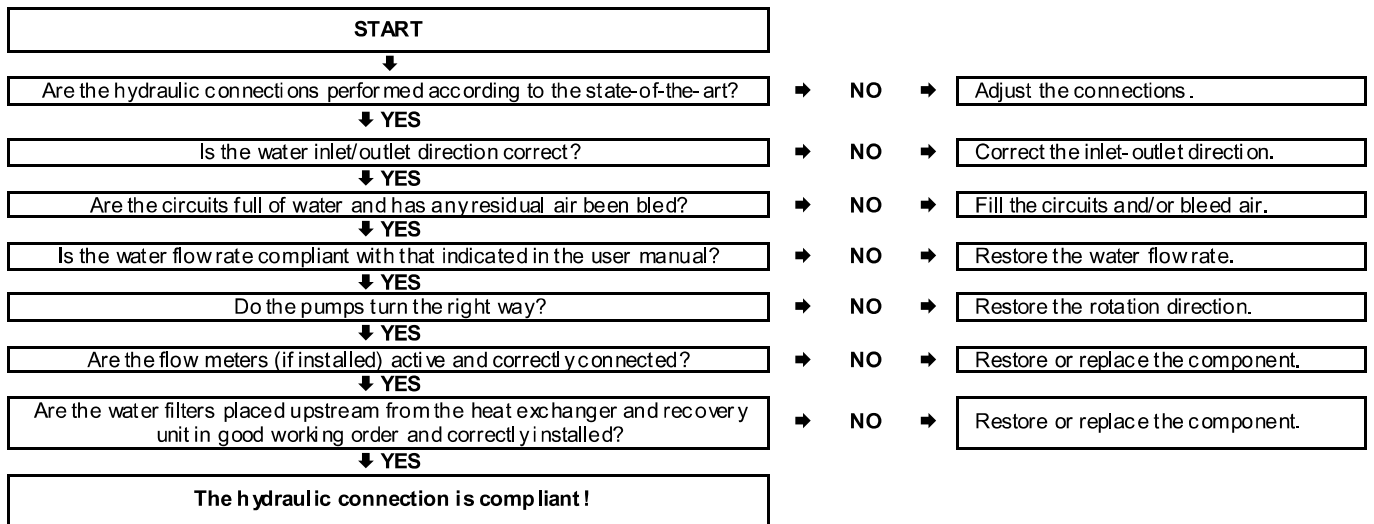 START
Are the hydraulic connections performed according to the state-of-the-art?
NO
Adjust the connections.
YES
Is the water inlet/outlet direction correct?
NO
Correct the inlet-outlet direction.
YES
Are the circuits full of water and has any residual air been bled?
NO
Fill the circuits and/or bleed air.
YES
Is the water flow rate compliant with that indicated in the user manual?
NO
Restore the water flow rate.
YES
Do the pumps turn the right way?
NO
Restore the rotation direction.
YES
Are the flow meters (if installed) active and correctly connected?
NO
Restore or replace the component.
YES
Are the water filters placed upstream from the heat exchanger and recovery
unit in good working order and correctly installed?
NO
Restore or replace the component.
YES
The hydraulic connection is compliant!